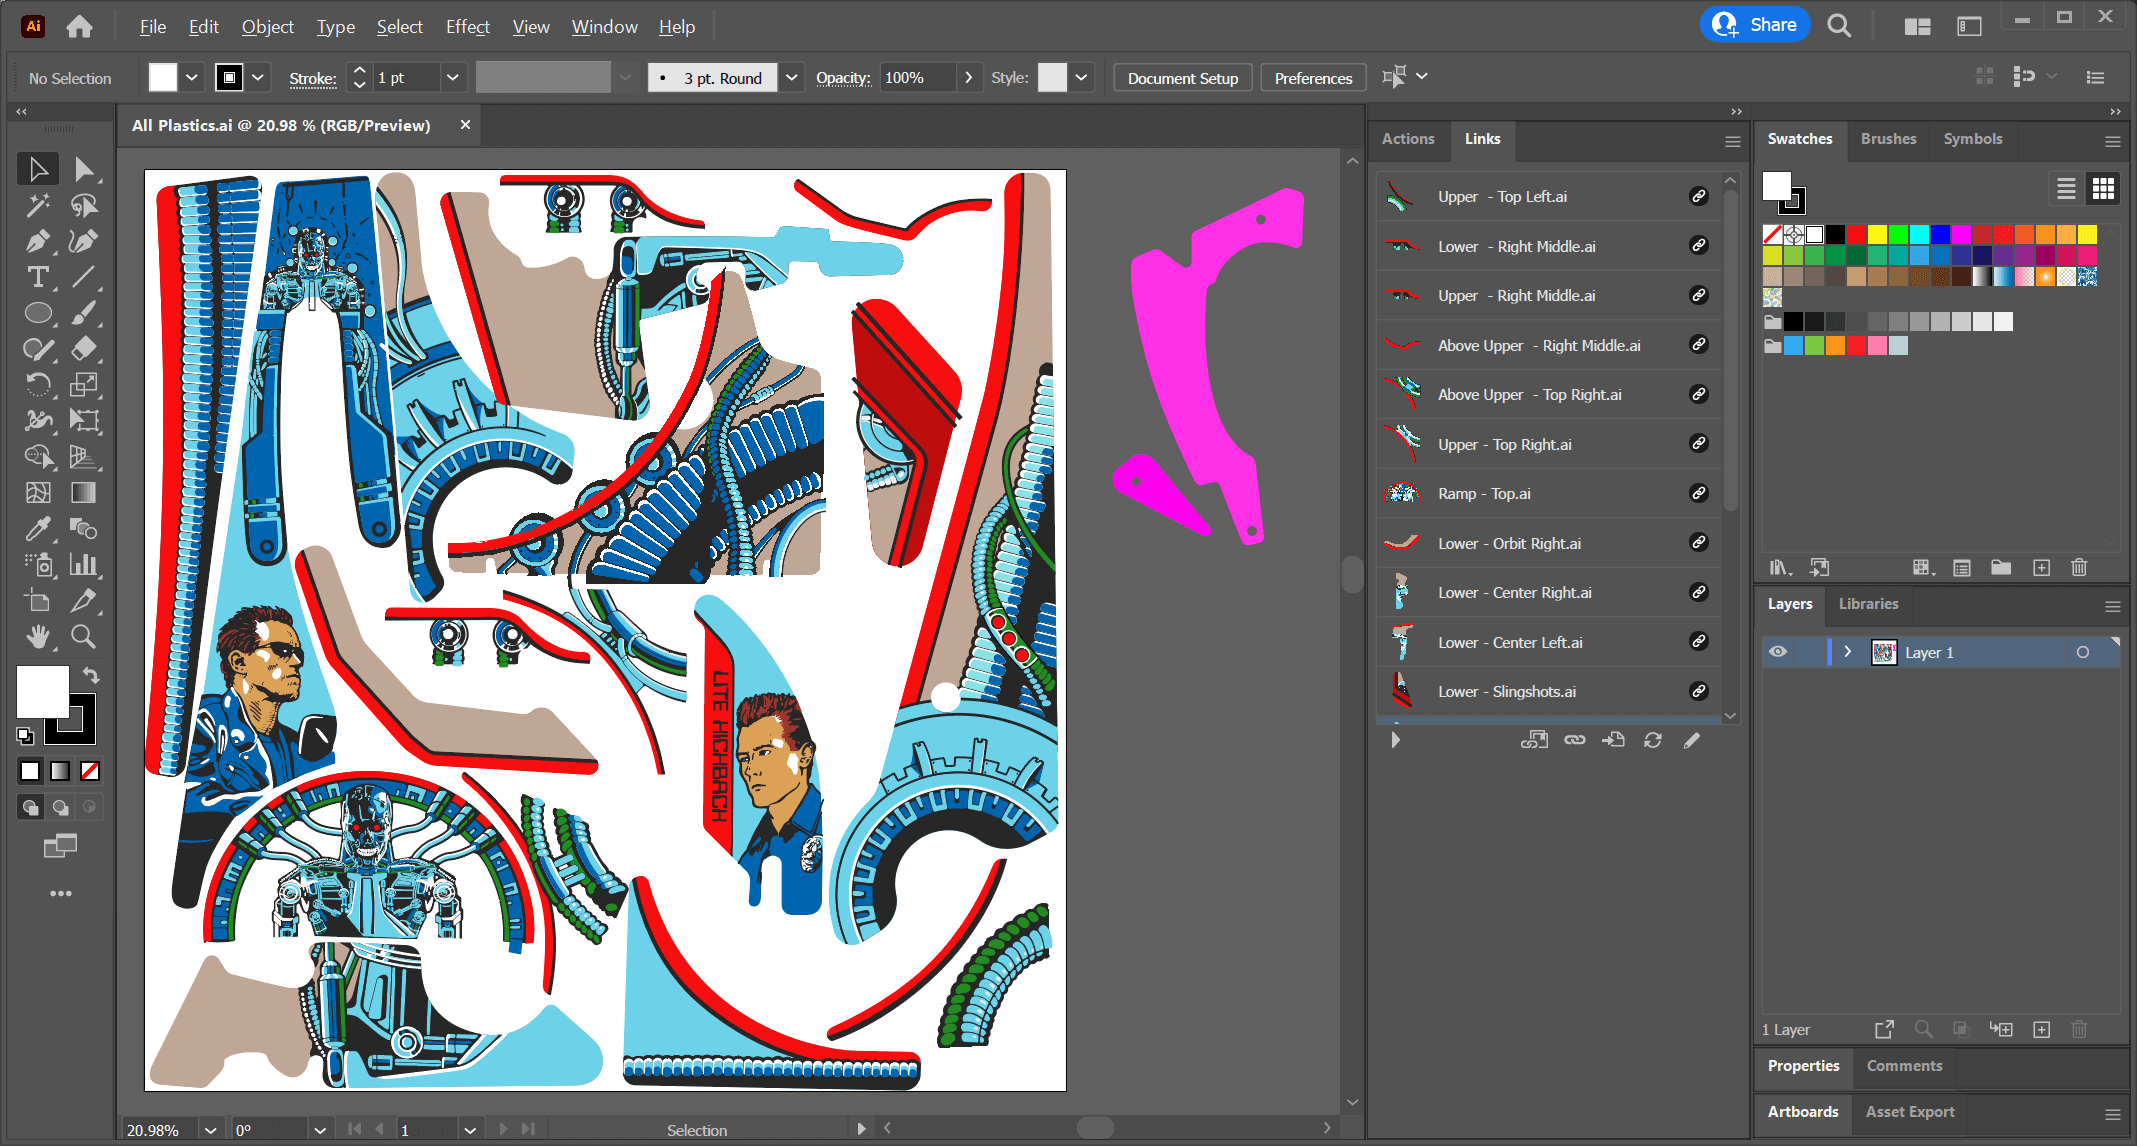 Ai File Edit Object Type Select Effect View Window Help Share
No Selection Stroke: 1 pt 3 pt. Round Opacity: 100% Style: Document Setup Preferences
All Plastics.ai @ 20.98 % (RGB/Preview)
Actions Links
Upper - Top Left.ai
Lower - Right Middle.ai
Upper - Right Middle.ai
Above Upper - Right Middle.ai
Above Upper - Top Right.ai
Upper - Top Right.ai
Ramp - Top.ai
Lower - Orbit Right.ai
Lower - Center Right.ai
Lower - Center Left.ai
Lower - Slingshots.ai
Swatches Brushes Symbols
Layers Libraries
Layer 1
1 Layer
Properties Comments
Artboards Asset Export
LITE KICKBACK
20.98% 0° 1 Selection